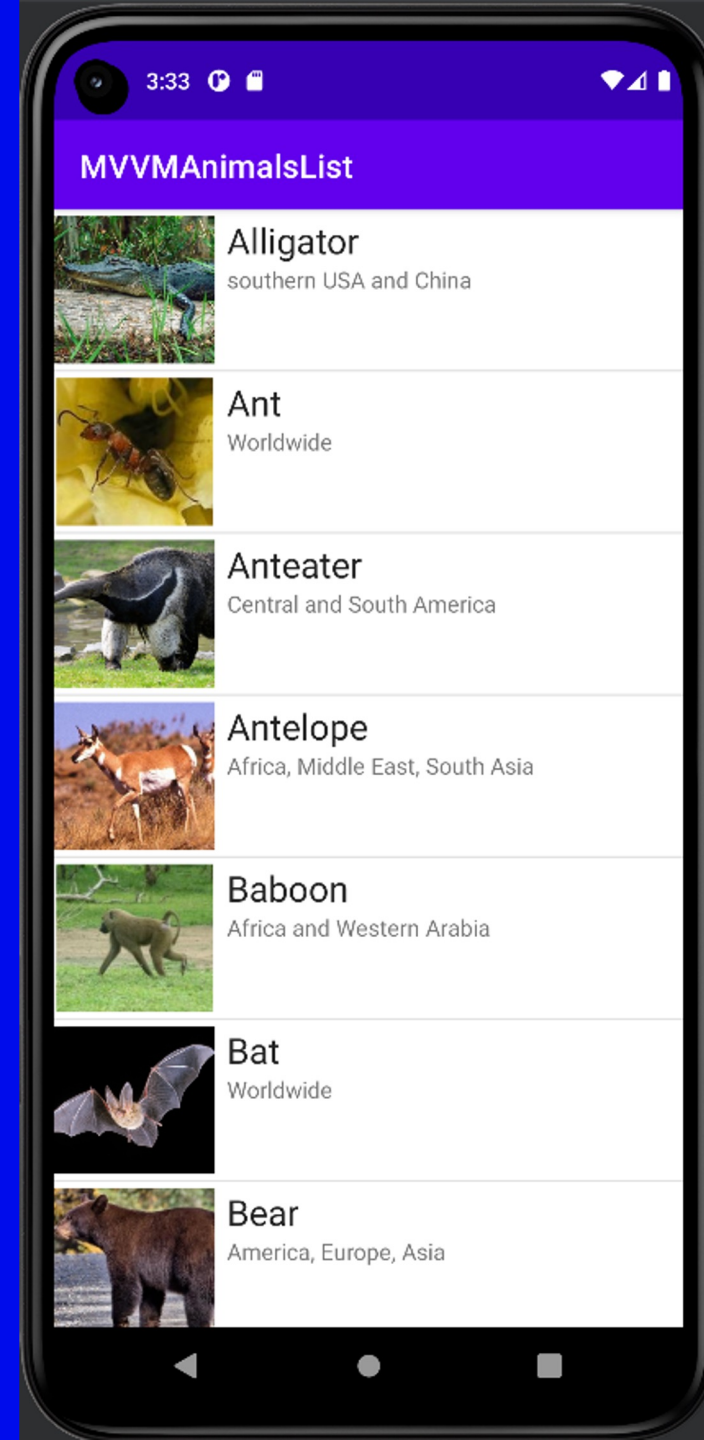 3:33
MVVMAnimalsList
Alligator
southern USA and China
Ant
Worldwide
Anteater
Central and South America
Antelope
Africa, Middle East, South Asia
Baboon
Africa and Western Arabia
Bat
Worldwide
Bear
America, Europe, Asia